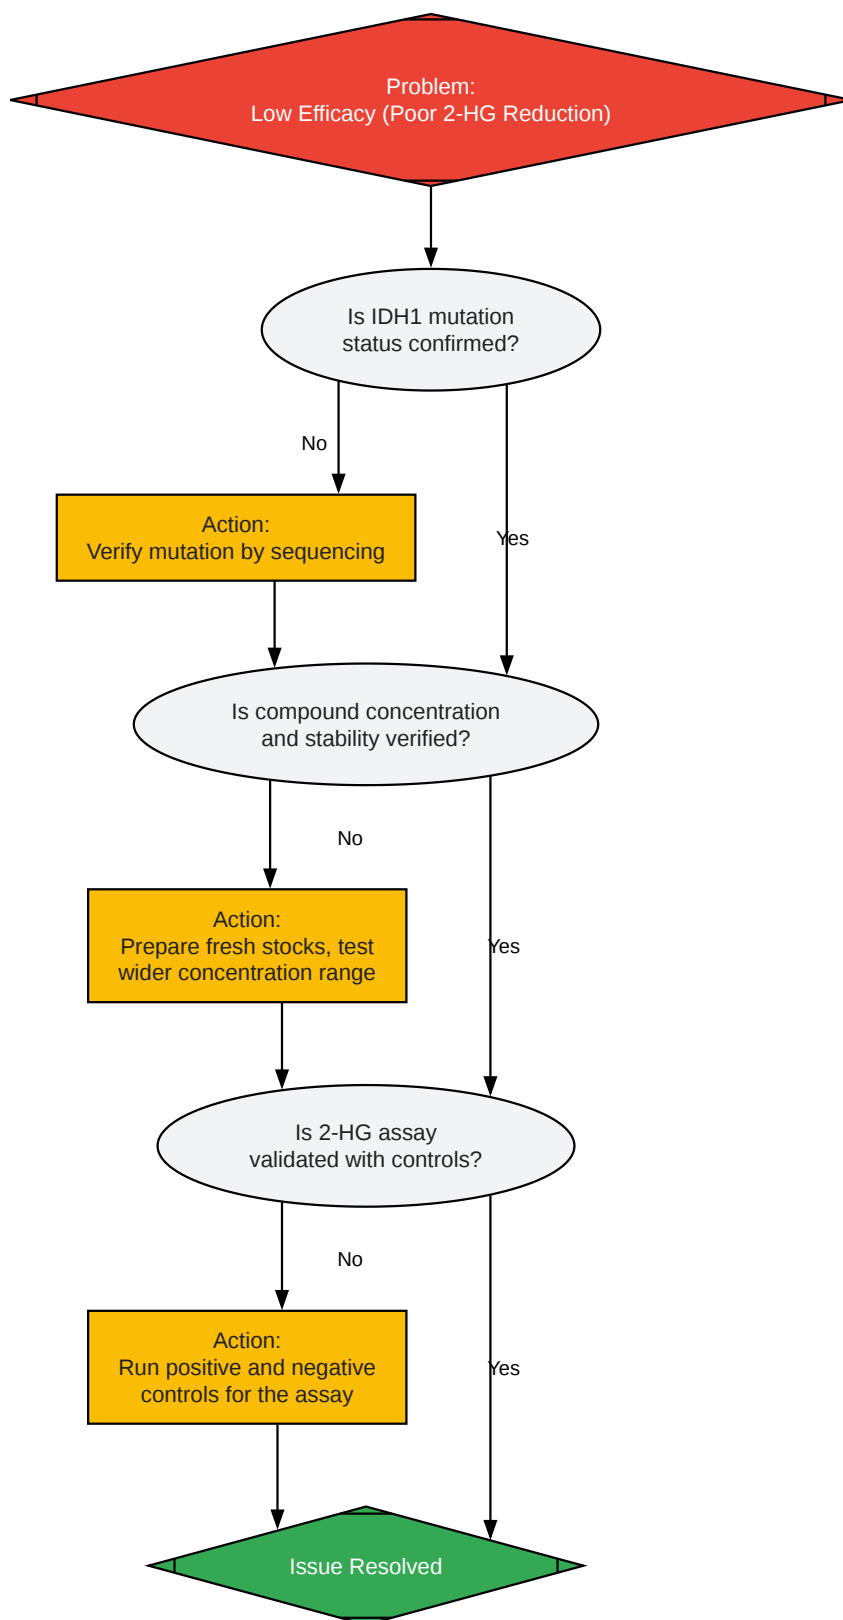 Problem:
Low Efficacy (Poor 2-HG Reduction)
Is IDH1 mutation
status confirmed?
No
Action:
Verify mutation by sequencing
Yes
Is compound concentration
and stability verified?
No
Action:
Prepare fresh stocks, test
wider concentration range
Yes
Is 2-HG assay
validated with controls?
No
Action:
Run positive and negative
controls for the assay
Yes
Issue Resolved